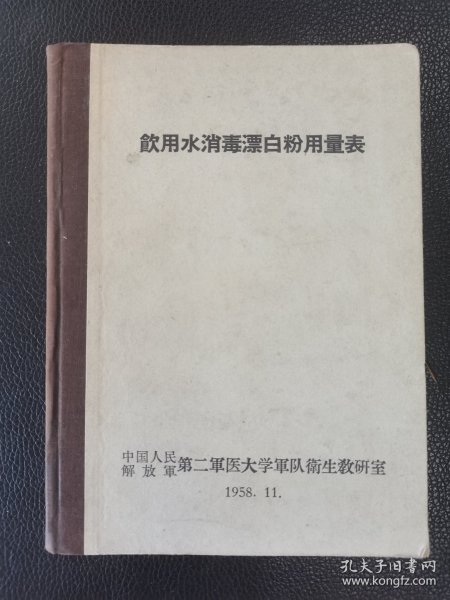 飲用水消毒漂白粉用量表
中国人民
解放軍
第二軍医大学軍队衛生教研室
1958. 11.
孔夫子旧书网
www.kongfz.com